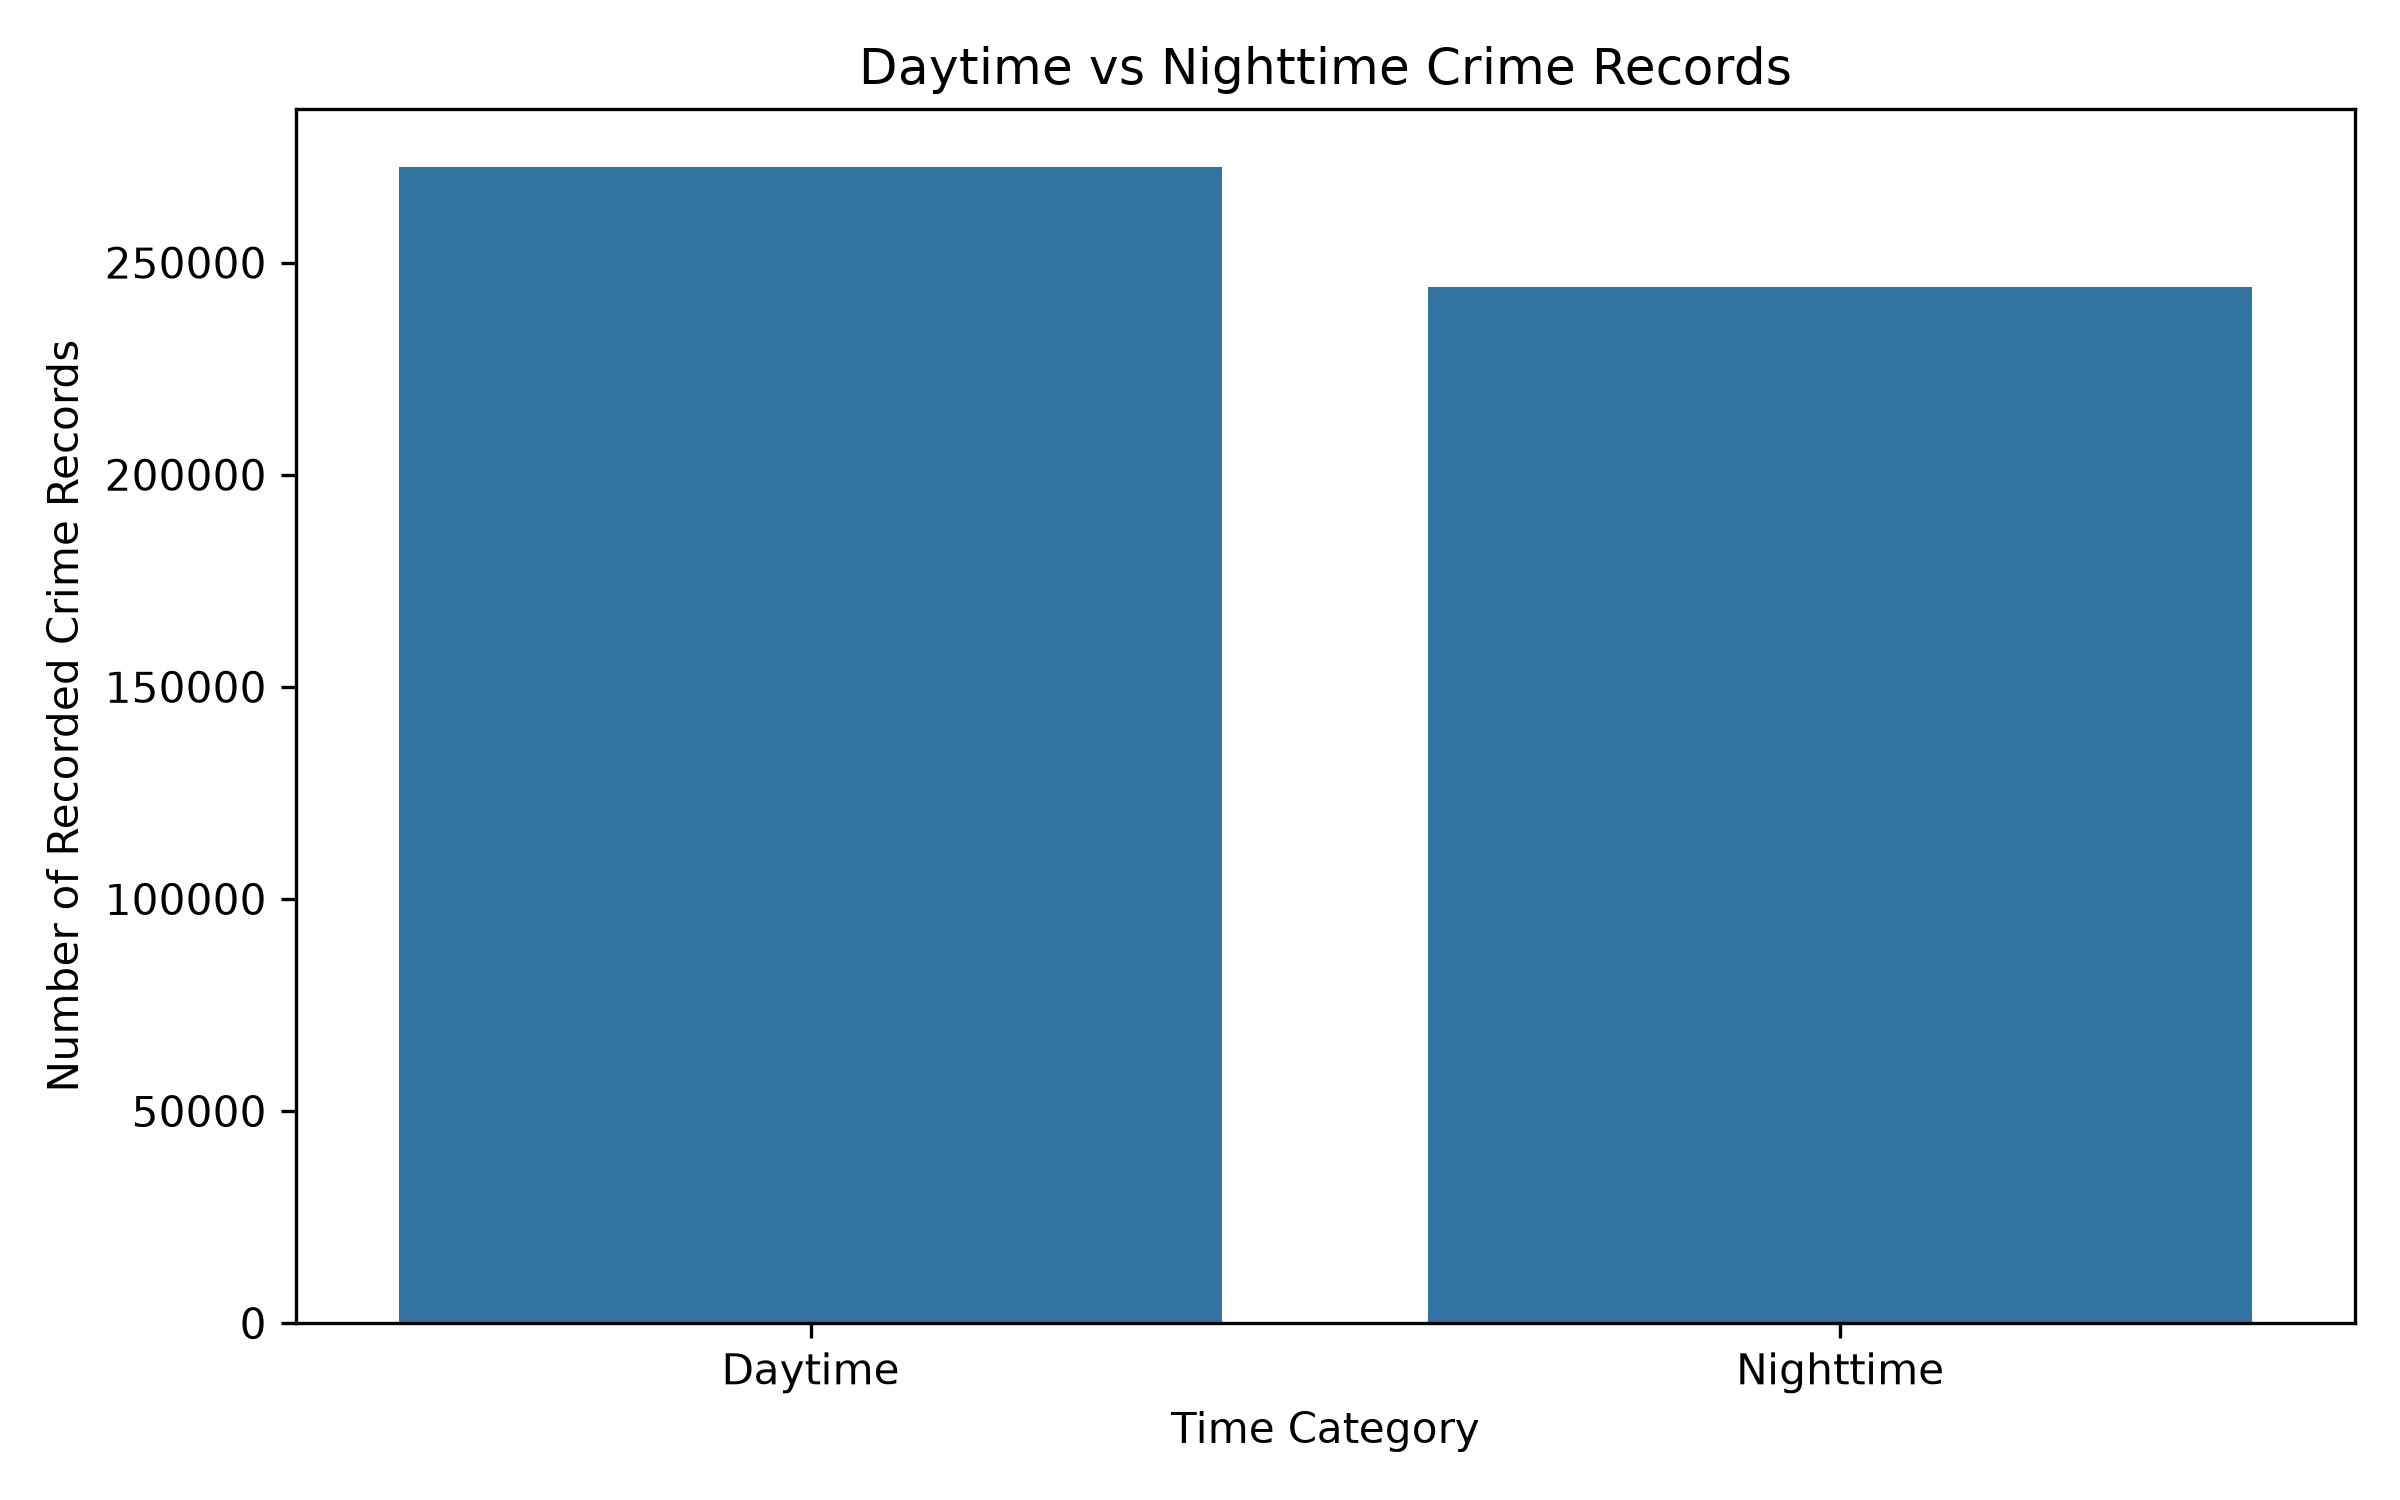 Daytime vs Nighttime Crime Records
Number of Recorded Crime Records
250000
200000
150000
100000
50000
0
Daytime
Nighttime
Time Category